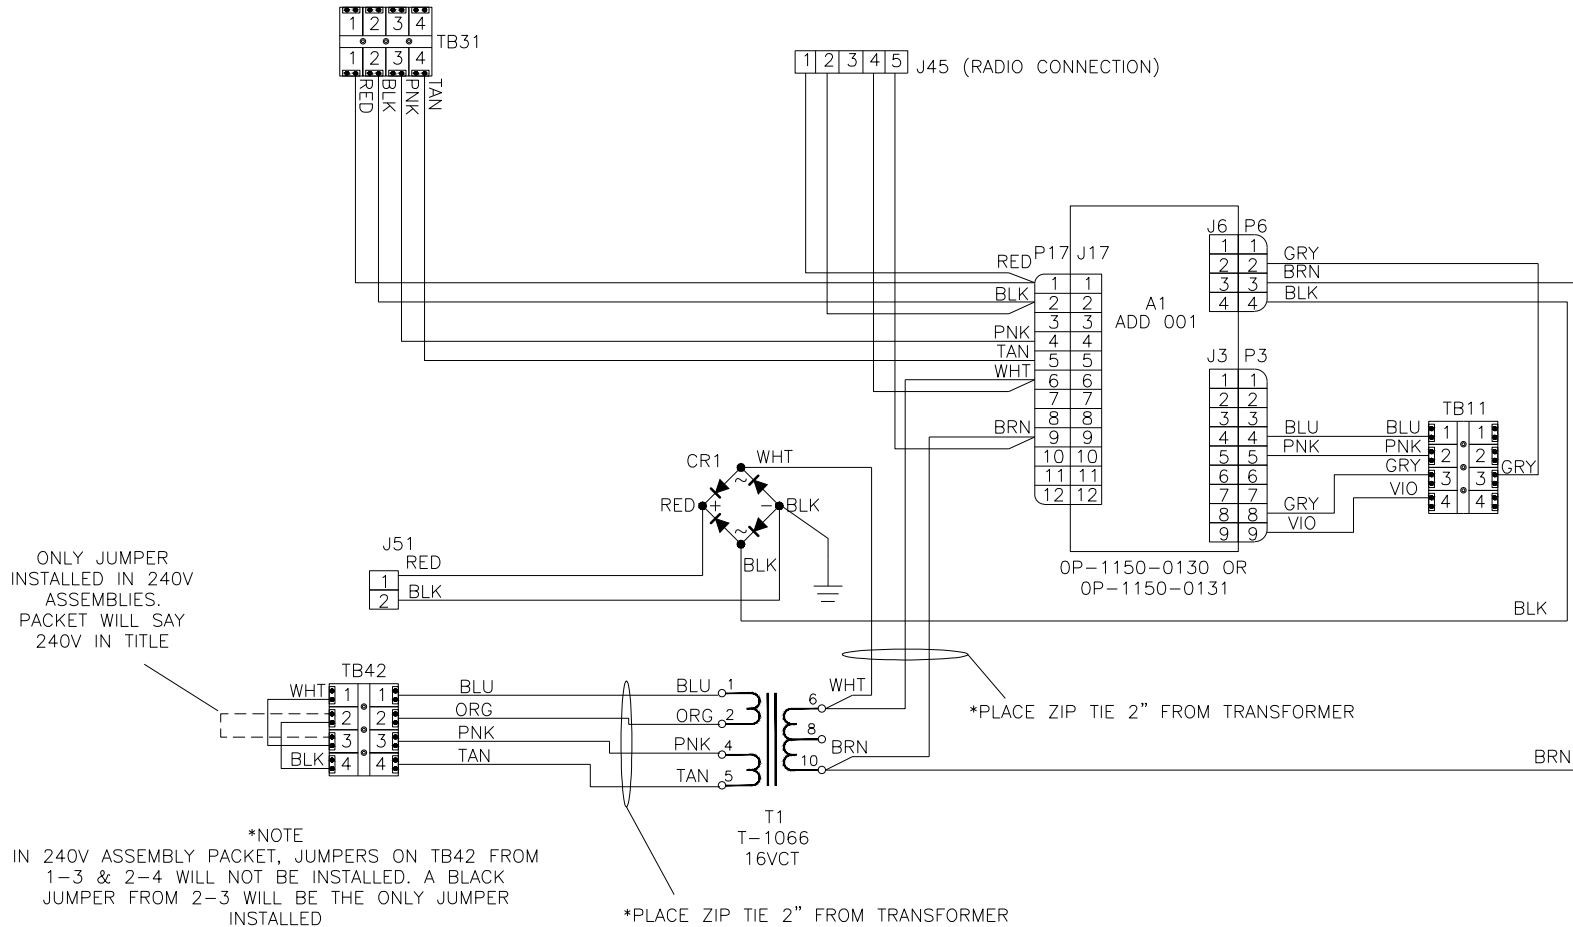 1 2 3 4
TB31
1 2 3 4
RED
BLK
PNK
TAN
1 2 3 4 5
J45 (RADIO CONNECTION)
J6 P6
1 1
2 2
3 3
4 4
GRY
BRN
BLK
P17 J17
RED
BLK
PNK
TAN
WHT
BRN
1 1
2 2
3 3
4 4
5 5
6 6
7 7
8 8
9 9
10 10
11 11
12 12
A1
ADD 001
J3 P3
1 1
2 2
3 3
4 4
5 5
6 6
7 7
8 8
9 9
BLU
PNK
GRY
VIO
TB11
BLU
PNK
GRY
VIO
1 1
2 2
3 3
4 4
GRY
0P-1150-0130 OR
0P-1150-0131
CR1
WHT
~
RED
+
-
BLK
~
BLK
J51
1
2
RED
BLK
BLK
ONLY JUMPER
INSTALLED IN 240V
ASSEMBLIES.
PACKET WILL SAY
240V IN TITLE
TB42
WHT
BLK
1 1
2 2
3 3
4 4
BLU
ORG
PNK
TAN
BLU 1
ORG 2
PNK 4
TAN 5
6
8
10
WHT
BRN
*PLACE ZIP TIE 2" FROM TRANSFORMER
BRN
T1
T-1066
16VCT
*NOTE
IN 240V ASSEMBLY PACKET, JUMPERS ON TB42 FROM
1-3 & 2-4 WILL NOT BE INSTALLED. A BLACK
JUMPER FROM 2-3 WILL BE THE ONLY JUMPER
INSTALLED
*PLACE ZIP TIE 2" FROM TRANSFORMER